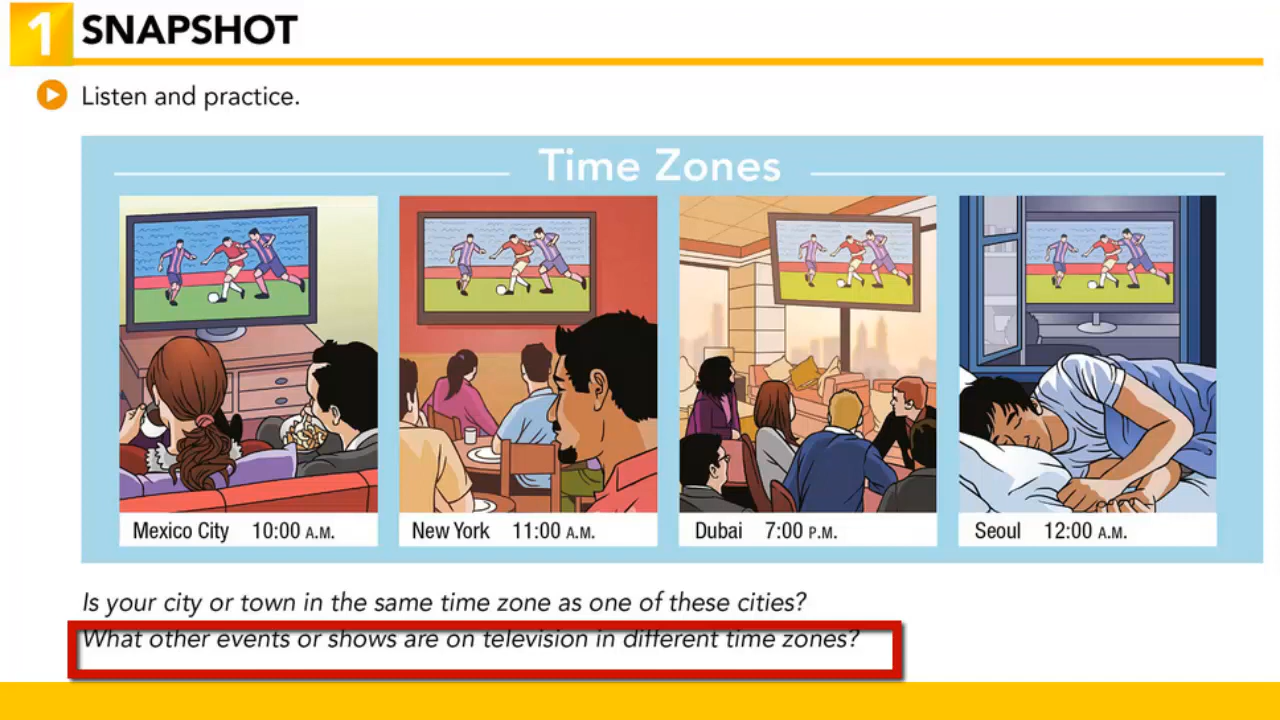 1 SNAPSHOT
Listen and practice.
Time Zones
Mexico City 10:00 A.M.
New York 11:00 A.M.
Dubai 7:00 P.M.
Seoul 12:00 A.M.
Is your city or town in the same time zone as one of these cities?
What other events or shows are on television in different time zones?